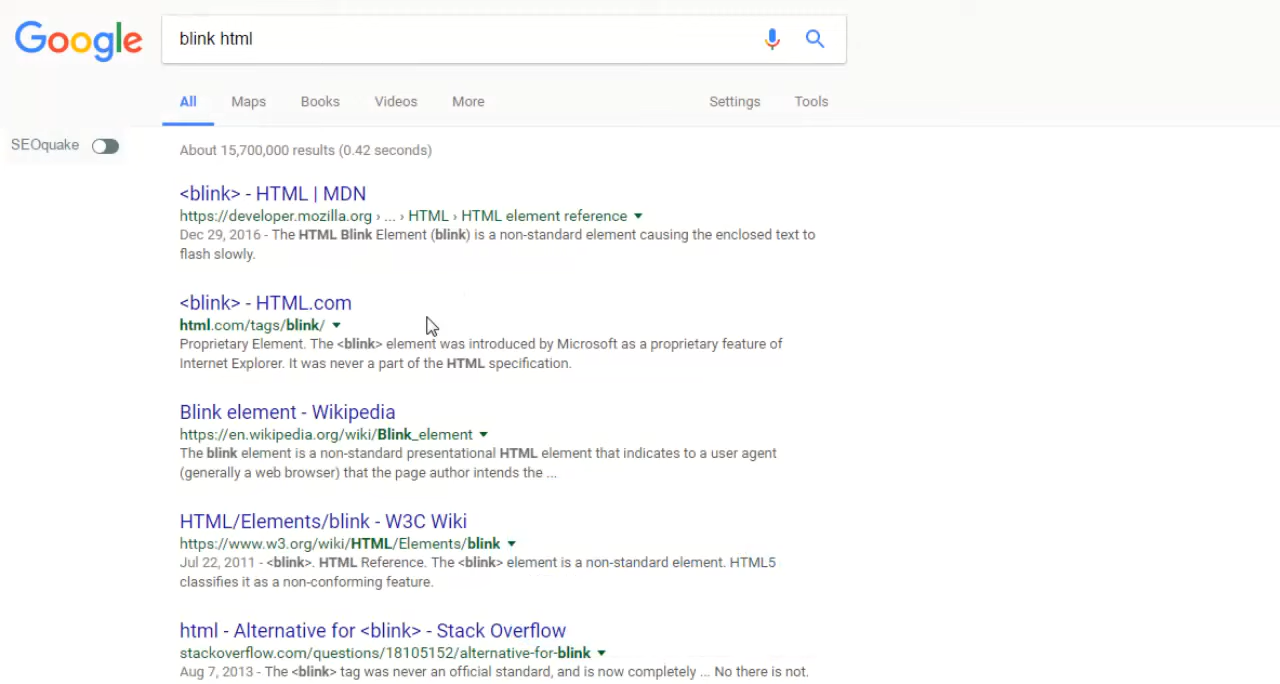 Google
blink html
All Maps Books Videos More Settings Tools
SEOquake
About 15,700,000 results (0.42 seconds)
<blink> - HTML | MDN
https://developer.mozilla.org › ... › HTML › HTML element reference
Dec 29, 2016 - The HTML Blink Element (blink) is a non-standard element causing the enclosed text to
flash slowly.
<blink> - HTML.com
html.com/tags/blink/
Proprietary Element. The <blink> element was introduced by Microsoft as a proprietary feature of
Internet Explorer. It was never a part of the HTML specification.
Blink element - Wikipedia
https://en.wikipedia.org/wiki/Blink_element
The blink element is a non-standard presentational HTML element that indicates to a user agent
(generally a web browser) that the page author intends the ...
HTML/Elements/blink - W3C Wiki
https://www.w3.org/wiki/HTML/Elements/blink
Jul 22, 2011 - <blink>. HTML Reference. The <blink> element is a non-standard element. HTML5
classifies it as a non-conforming feature.
html - Alternative for <blink> - Stack Overflow
stackoverflow.com/questions/18105152/alternative-for-blink
Aug 7, 2013 - The <blink> tag was never an official standard, and is now completely ... No there is not.